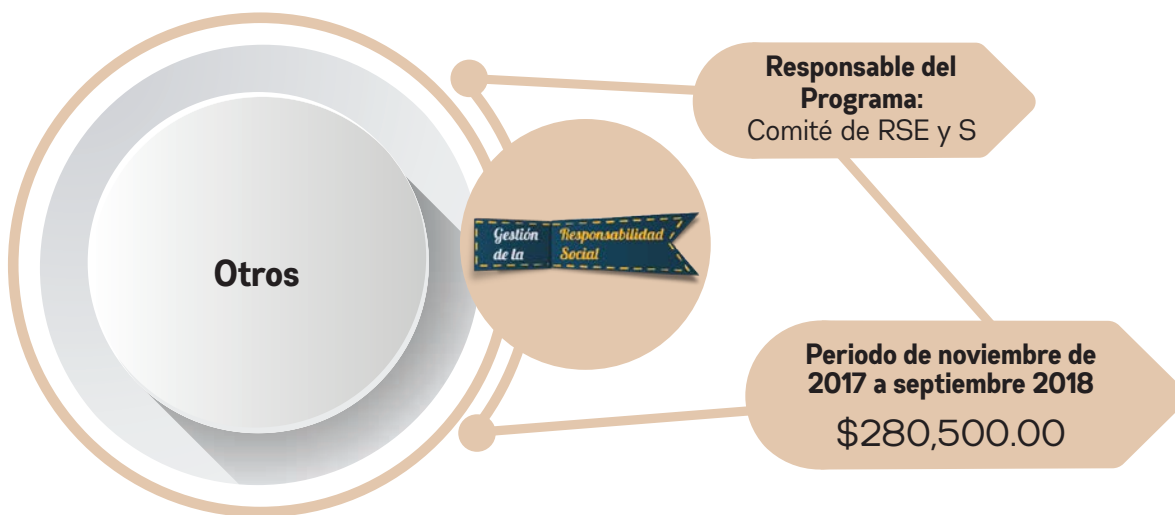 Otros
Gestión
de la
Responsabilidad
Social
Responsable del
Programa:
Comité de RSE y S
Periodo de noviembre de
2017 a septiembre 2018
$280,500.00